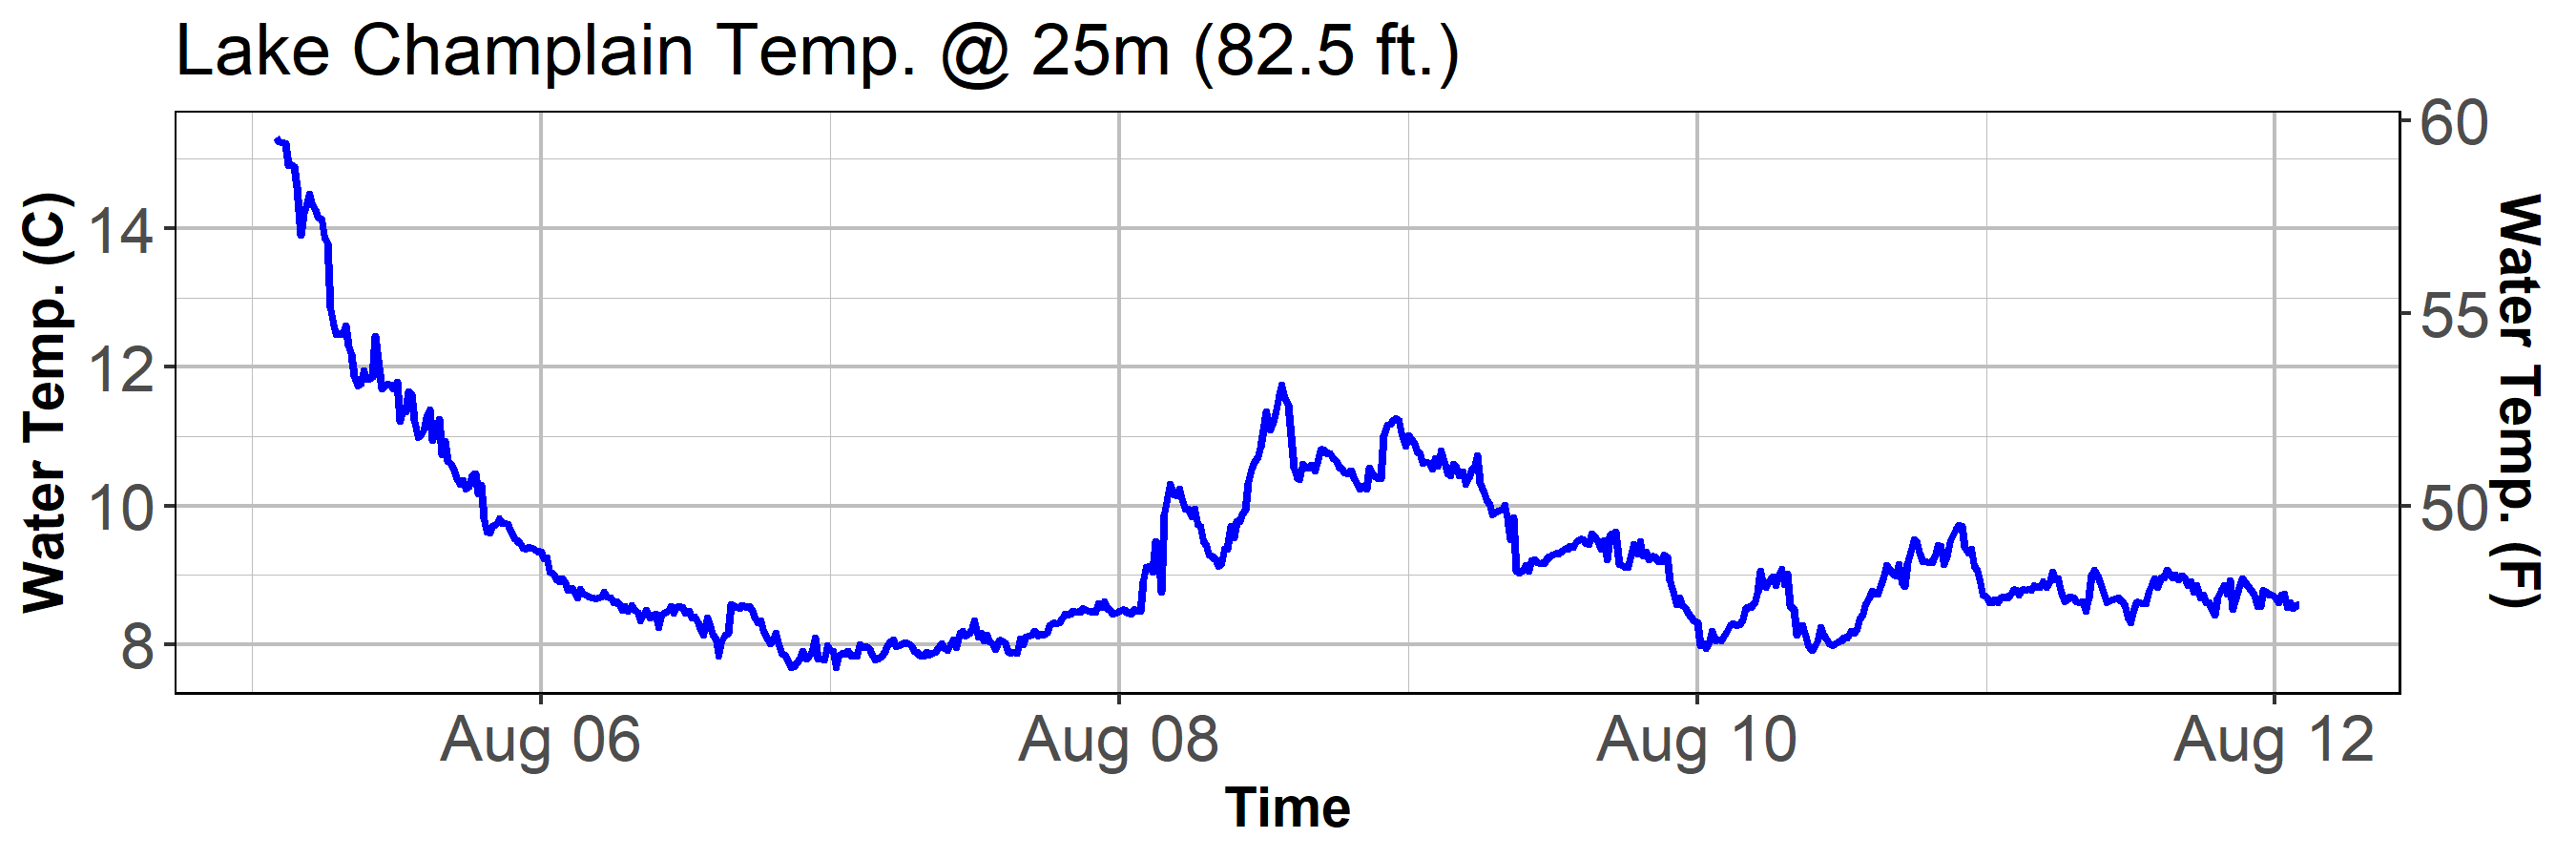 Lake Champlain Temp. @ 25m (82.5 ft.)
Water Temp. (C)
14
12
10
8
60
55
50
Water Temp. (F)
Aug 06 Aug 08 Aug 10 Aug 12
Time